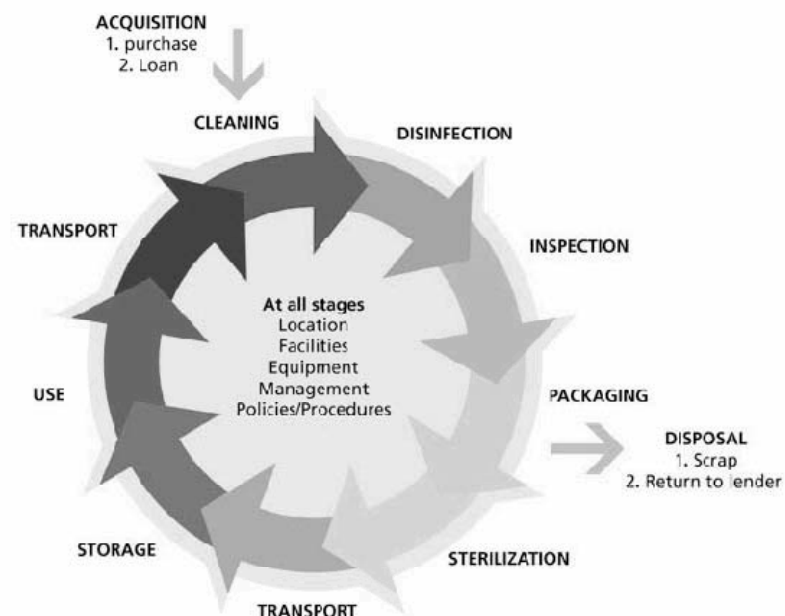 ACQUISITION
1. purchase
2. Loan
CLEANING
DISINFECTION
INSPECTION
PACKAGING
DISPOSAL
1. Scrap
2. Return to lender
STERILIZATION
TRANSPORT
STORAGE
USE
TRANSPORT
At all stages
Location
Facilities
Equipment
Management
Policies/Procedures